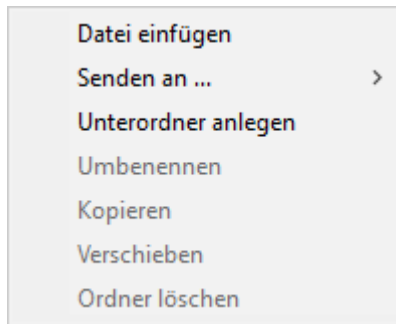 Datei einfügen
Senden an ...
Unterordner anlegen
Umbenennen
Kopieren
Verschieben
Ordner löschen